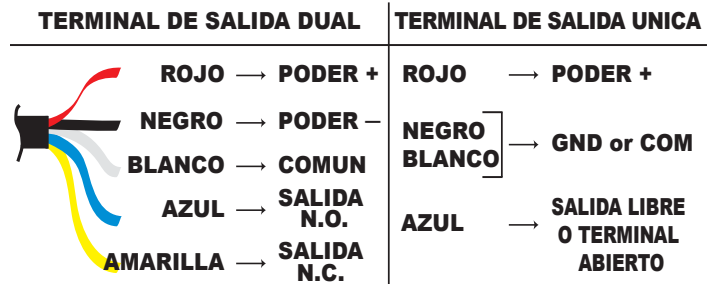 TERMINAL DE SALIDA DUAL
ROJO → PODER +
NEGRO → PODER –
BLANCO → COMUN
AZUL → SALIDA N.O.
AMARILLA → SALIDA N.C.
TERMINAL DE SALIDA UNICA
ROJO → PODER +
NEGRO
BLANCO → GND or COM
AZUL → SALIDA LIBRE
O TERMINAL
ABIERTO